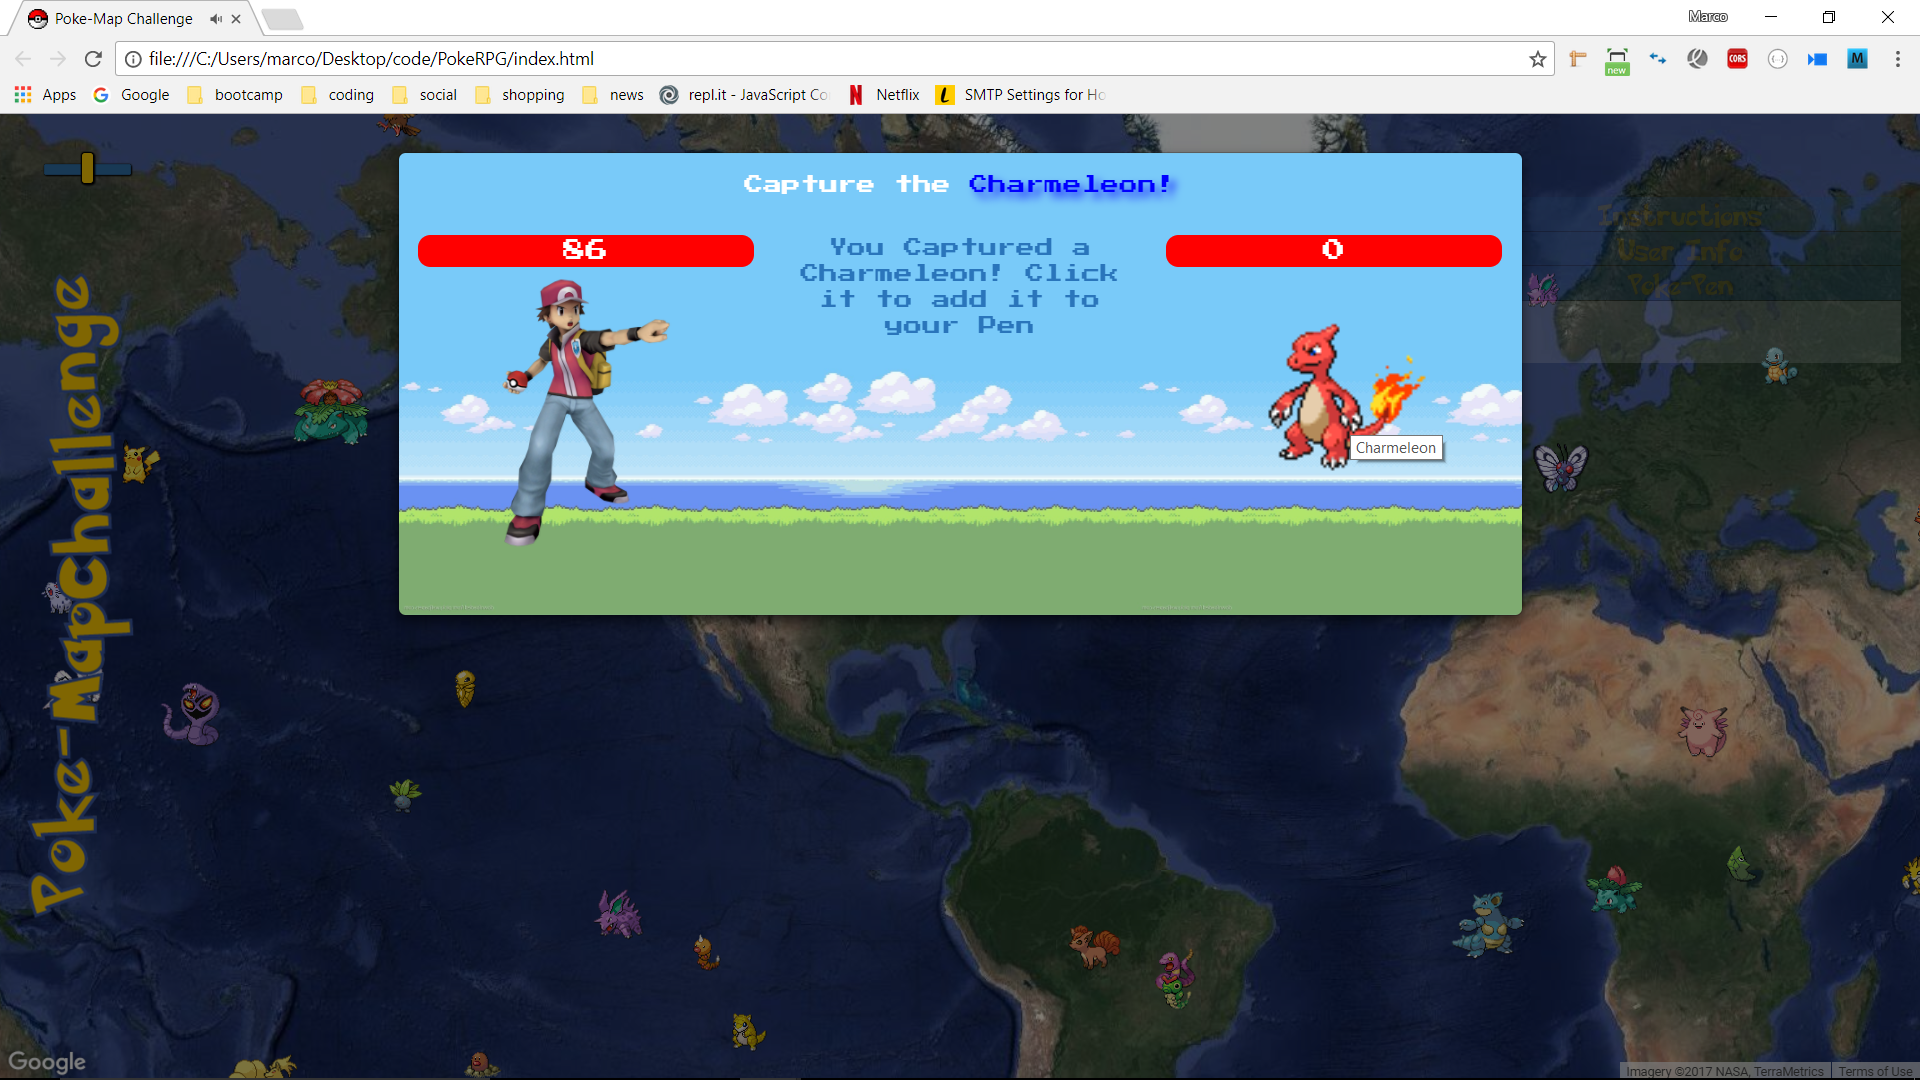 Poke-Map Challenge
Marco
file:///C:/Users/marco/Desktop/code/PokeRPG/index.html
new
CORS
M
Apps
Google
bootcamp
coding
social
shopping
news
repl.it - JavaScript Co
Netflix
SMTP Settings for Ho
Capture the Charmeleon!
86
You Captured a
Charmeleon! Click
it to add it to
your Pen
0
Charmeleon
Instructions
User Info
Poke-Pen
Poke-Mapchallenge
Google
Imagery ©2017 NASA, TerraMetrics
Terms of Use